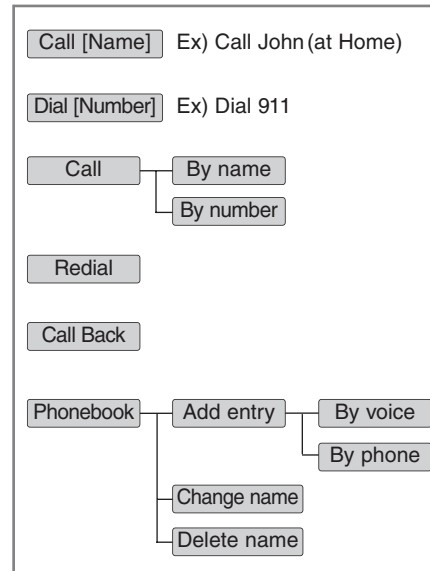 Call [Name] Ex) Call John (at Home)
Dial [Number] Ex) Dial 911
Call By name
By number
Redial
Call Back
Phonebook Add entry By voice
By phone
Change name
Delete name